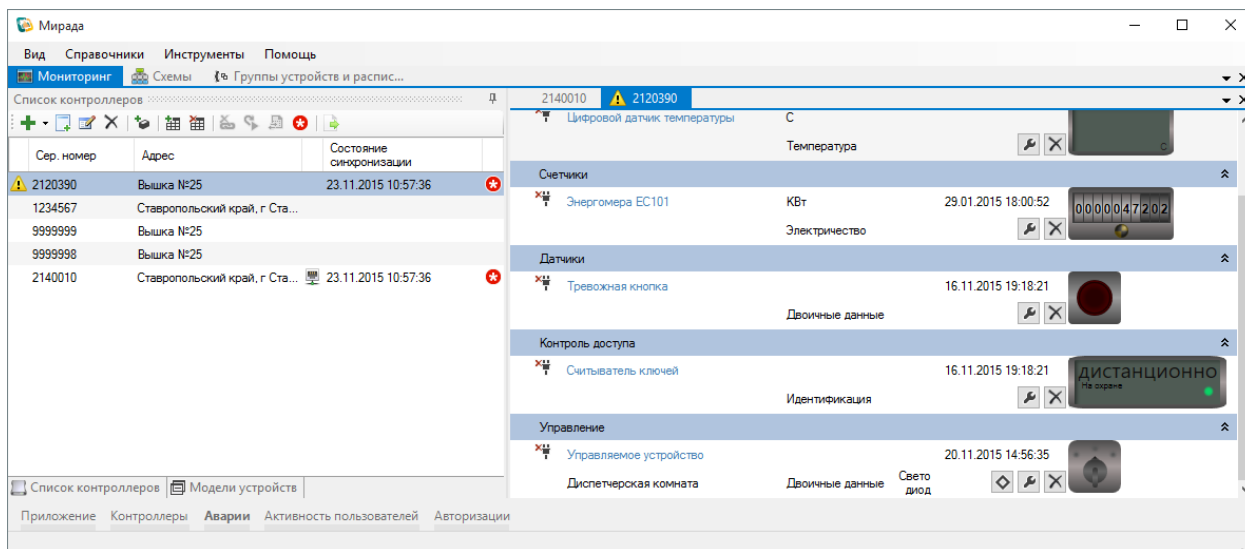 Мирада
Вид Справочники Инструменты Помощь
Мониторинг Схемы Группы устройств и распис...
Список контроллеров
Сер. номер Адрес Состояние синхронизации
2120390 Вышка №25 23.11.2015 10:57:36
1234567 Ставропольский край, г Ста...
9999999 Вышка №25
9999998 Вышка №25
2140010 Ставропольский край, г Ста... 23.11.2015 10:57:36
Список контроллеров Модели устройств
2140010 2120390
Цифровой датчик температуры С
Температура С
Счетчики
Энергомера ЕС101 КВт 29.01.2015 18:00:52 0000047202
Электричество
Датчики
Тревожная кнопка 16.11.2015 19:18:21
Двоичные данные
Контроль доступа
Считыватель ключей 16.11.2015 19:18:21 дистанционно
На охране
Идентификация
Управление
Управляемое устройство 20.11.2015 14:56:35
Диспетчерская комната Двоичные данные Свето диод
Приложение Контроллеры Аварии Активность пользователей Авторизации